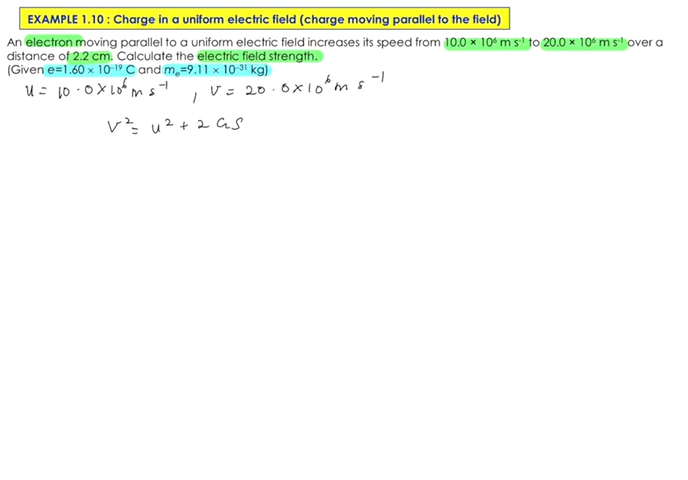 EXAMPLE 1.10 : Charge in a uniform electric field (charge moving parallel to the field)
An electron moving parallel to a uniform electric field increases its speed from 10.0 × 10⁶ m s⁻¹ to 20.0 × 10⁶ m s⁻¹ over a
distance of 2.2 cm. Calculate the electric field strength.
(Given e=1.60 × 10⁻¹⁹ C and mₑ=9.11 × 10⁻³¹ kg)
u = 10.0 × 10⁶ m s⁻¹ , v = 20.0 × 10⁶ m s⁻¹
v² = u² + 2 a s